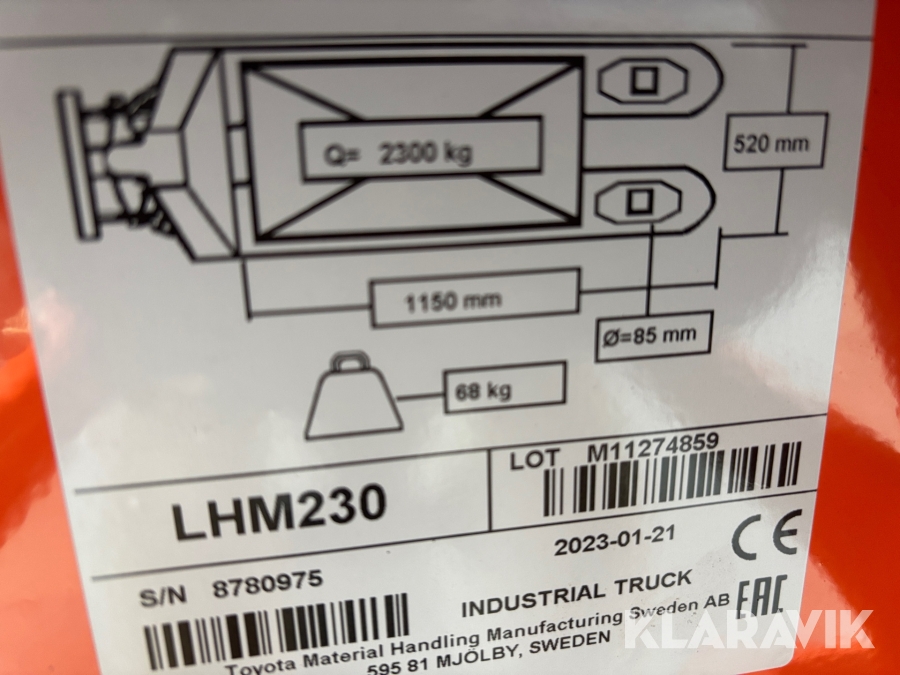 Q= 2300 kg
520 mm
1150 mm
Ø=85 mm
68 kg
LHM230
LOT M11274859
2023-01-21
CE
S/N 8780975
INDUSTRIAL TRUCK
EAC
Toyota Material Handling Manufacturing Sweden AB
595 81 MJÖLBY, SWEDEN
KLARAVIK